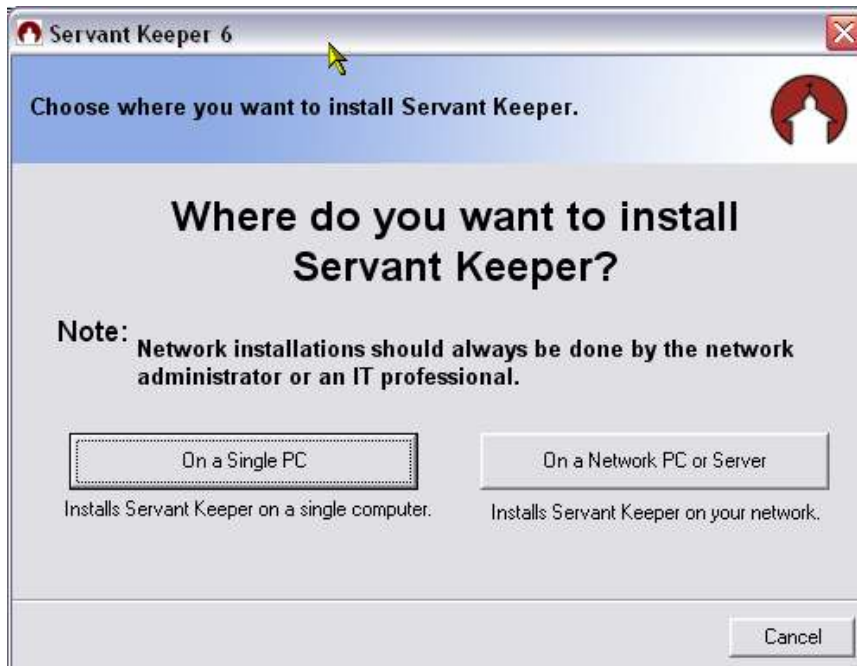 Servant Keeper 6
Choose where you want to install Servant Keeper.
Where do you want to install
Servant Keeper?
Note:
Network installations should always be done by the network
administrator or an IT professional.
On a Single PC
On a Network PC or Server
Installs Servant Keeper on a single computer.
Installs Servant Keeper on your network.
Cancel